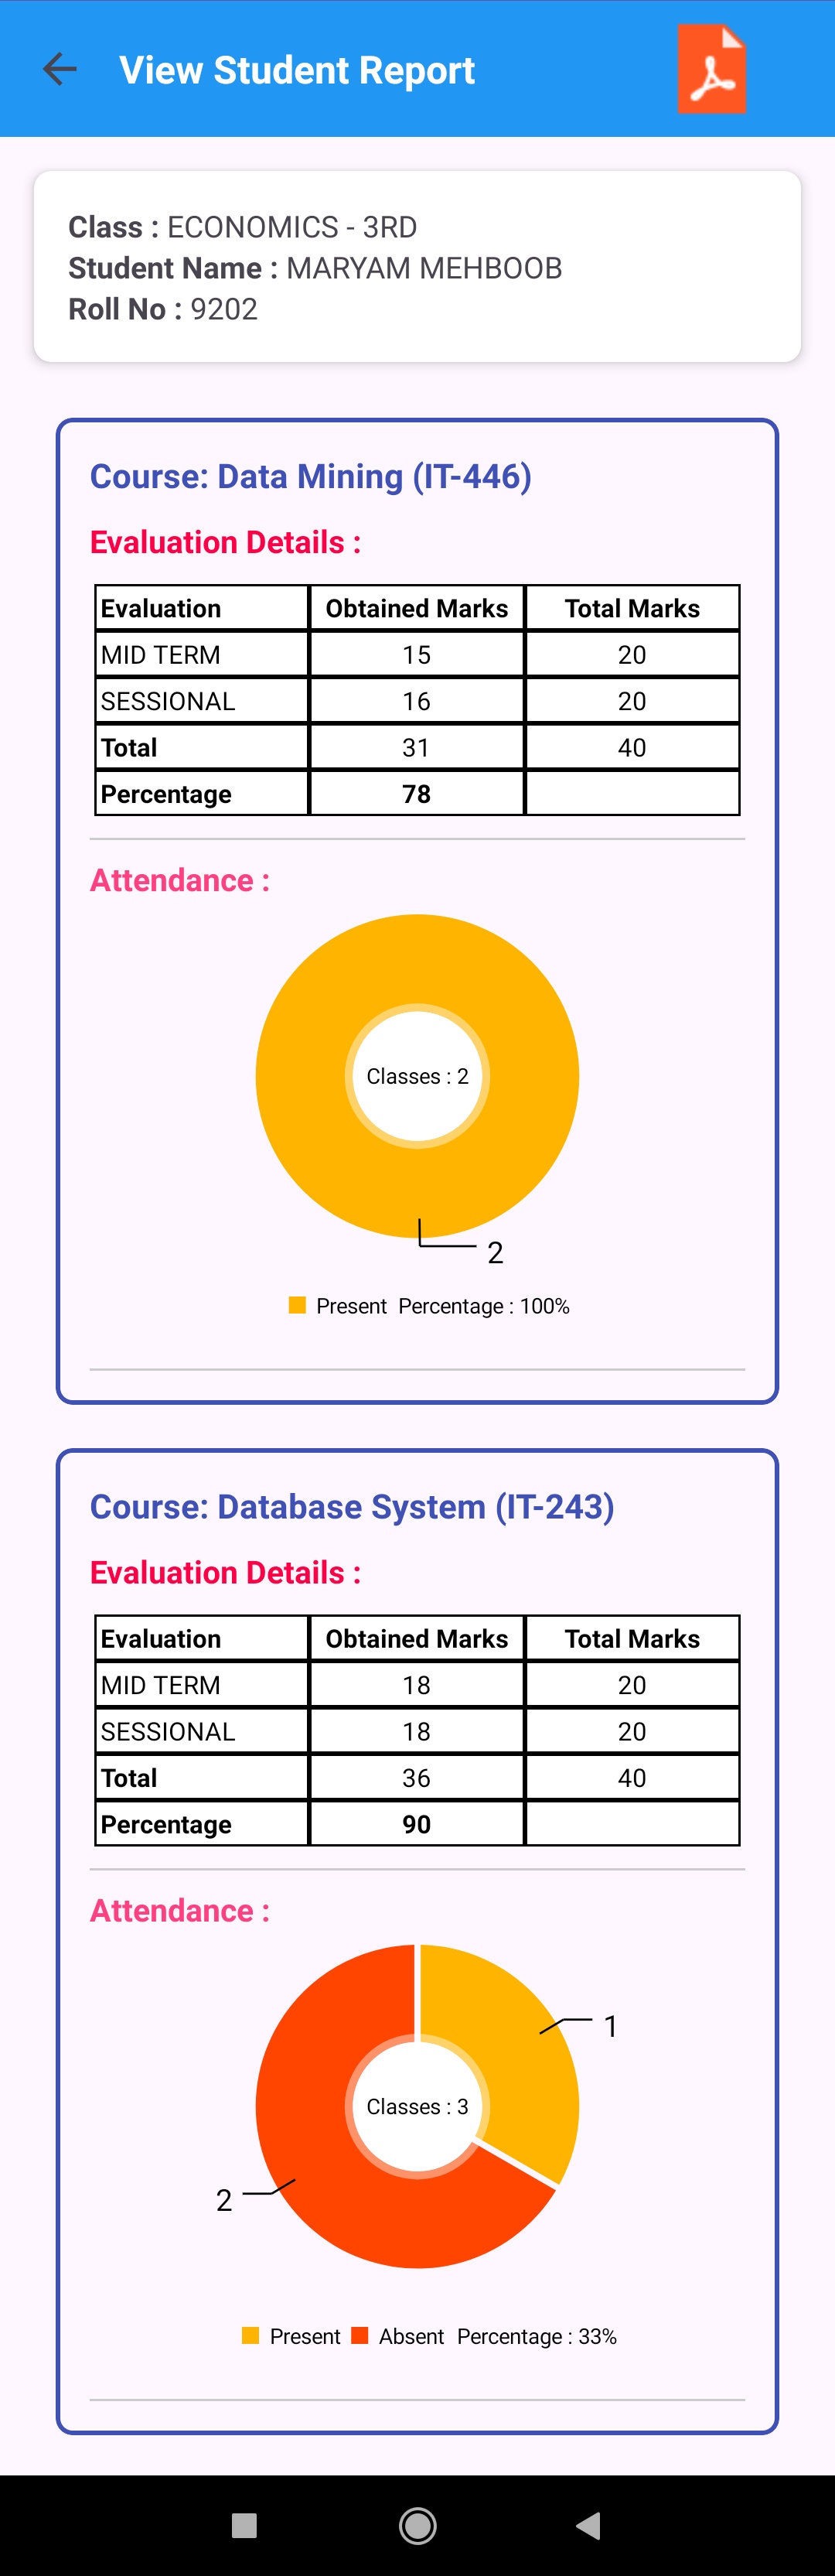 View Student Report
Class : ECONOMICS - 3RD
Student Name : MARYAM MEHBOOB
Roll No : 9202
Course: Data Mining (IT-446)
Evaluation Details :
Evaluation Obtained Marks Total Marks
MID TERM 15 20
SESSIONAL 16 20
Total 31 40
Percentage 78
Attendance :
Classes : 2
2
Present Percentage : 100%
Course: Database System (IT-243)
Evaluation Details :
Evaluation Obtained Marks Total Marks
MID TERM 18 20
SESSIONAL 18 20
Total 36 40
Percentage 90
Attendance :
1
Classes : 3
2
Present Absent Percentage : 33%